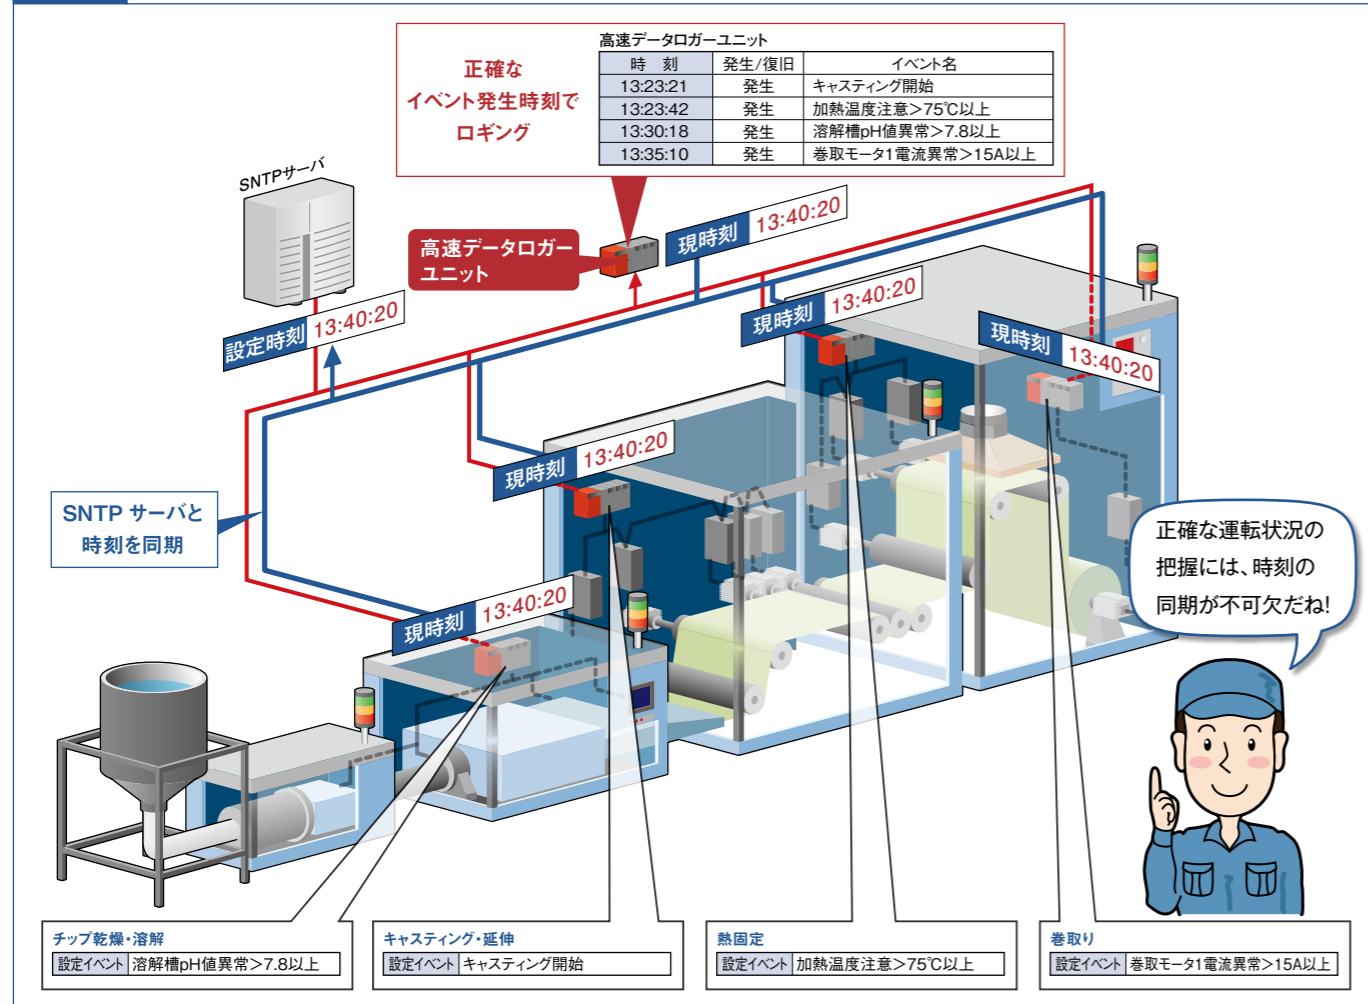 正確な
イベント発生時刻で
ロギング
高速データロガーユニット
時 刻 発生/復旧 イベント名
13:23:21 発生 キャスティング開始
13:23:42 発生 加熱温度注意>75℃以上
13:30:18 発生 溶解槽pH値異常>7.8以上
13:35:10 発生 巻取モータ1電流異常>15A以上
SNTPサーバ
設定時刻 13:40:20
高速データロガー
ユニット
現時刻 13:40:20
現時刻 13:40:20
現時刻 13:40:20
現時刻 13:40:20
現時刻 13:40:20
SNTP サーバと
時刻を同期
正確な運転状況の
把握には、時刻の
同期が不可欠だね!
チップ乾燥・溶解
設定イベント 溶解槽pH値異常>7.8以上
キャスティング・延伸
設定イベント キャスティング開始
熱固定
設定イベント 加熱温度注意>75℃以上
巻取り
設定イベント 巻取モータ1電流異常>15A以上